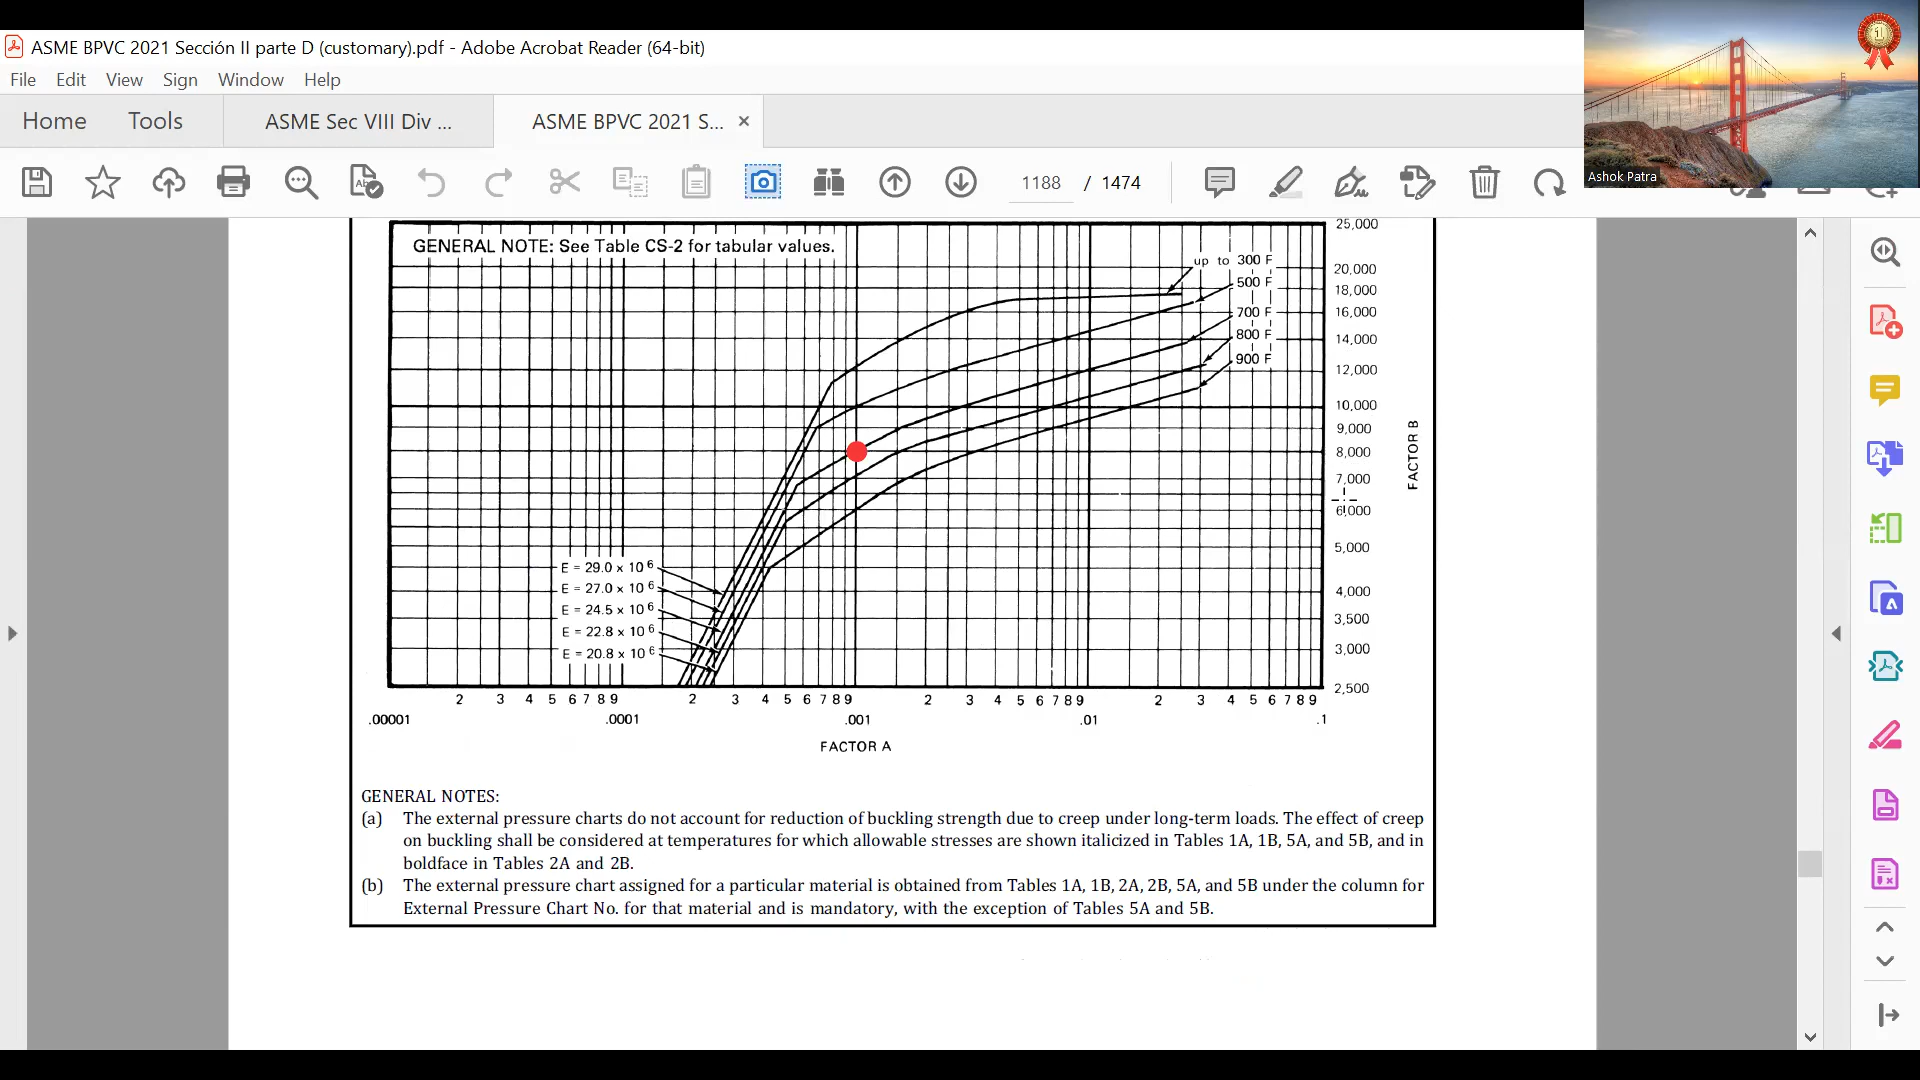 ASME BPVC 2021 Sección II parte D (customary).pdf - Adobe Acrobat Reader (64-bit)
File Edit View Sign Window Help
Home Tools ASME Sec VIII Div ... ASME BPVC 2021 S... ×
1188 / 1474
Ashok Patra
1
GENERAL NOTE: See Table CS-2 for tabular values.
up to 300 F
500 F
700 F
800 F
900 F
25,000
20,000
18,000
16,000
14,000
12,000
10,000
9,000
8,000
7,000
6,000
5,000
4,000
3,500
3,000
2,500
FACTOR B
E = 29.0 x 10 6
E = 27.0 x 10 6
E = 24.5 x 10 6
E = 22.8 x 10 6
E = 20.8 x 10 6
2 3 4 5 6 7 8 9 2 3 4 5 6 7 8 9 2 3 4 5 6 7 8 9 2 3 4 5 6 7 8 9
.00001 .0001 .001 .01 .1
FACTOR A
GENERAL NOTES:
(a) The external pressure charts do not account for reduction of buckling strength due to creep under long-term loads. The effect of creep
on buckling shall be considered at temperatures for which allowable stresses are shown italicized in Tables 1A, 1B, 5A, and 5B, and in
boldface in Tables 2A and 2B.
(b) The external pressure chart assigned for a particular material is obtained from Tables 1A, 1B, 2A, 2B, 5A, and 5B under the column for
External Pressure Chart No. for that material and is mandatory, with the exception of Tables 5A and 5B.